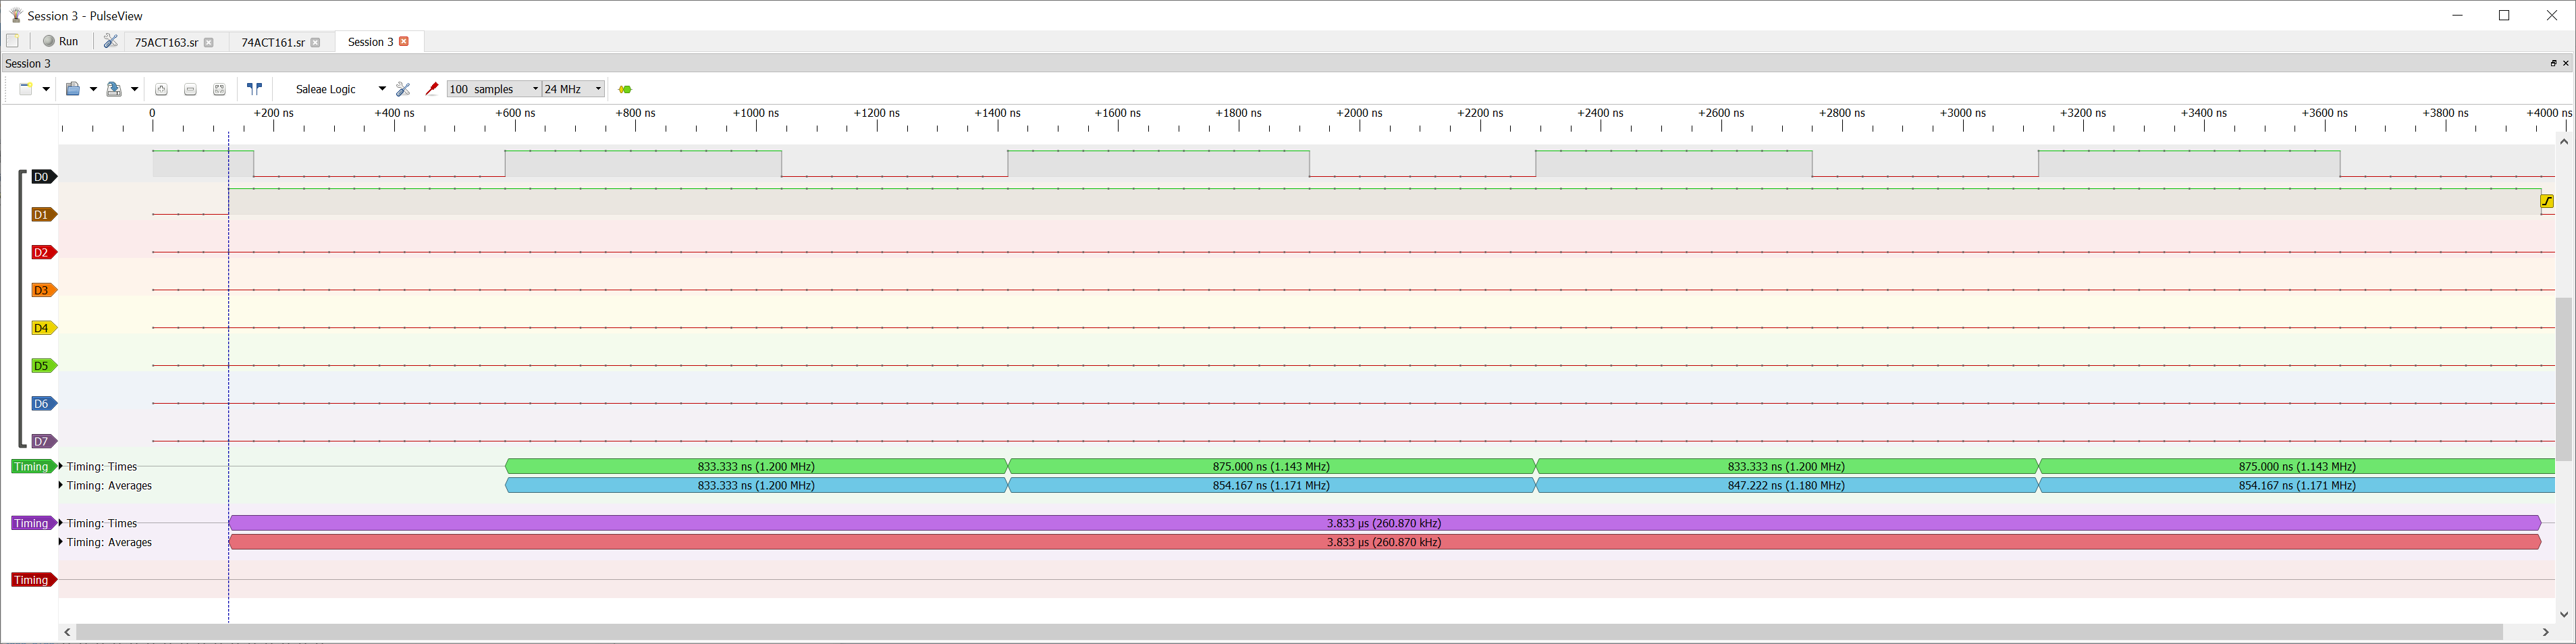 Session 3 - PulseView
Run 75ACT163.sr 74ACT161.sr Session 3
Session 3
Saleae Logic 100 samples 24 MHz
0 +200 ns +400 ns +600 ns +800 ns +1000 ns +1200 ns +1400 ns +1600 ns +1800 ns +2000 ns +2200 ns +2400 ns +2600 ns +2800 ns +3000 ns +3200 ns +3400 ns +3600 ns +3800 ns +4000 ns
D0
D1
D2
D3
D4
D5
D6
D7
Timing Timing: Times 833.333 ns (1.200 MHz) 875.000 ns (1.143 MHz) 833.333 ns (1.200 MHz) 875.000 ns (1.143 MHz)
Timing: Averages 833.333 ns (1.200 MHz) 854.167 ns (1.171 MHz) 847.222 ns (1.180 MHz) 854.167 ns (1.171 MHz)
Timing Timing: Times 3.833 µs (260.870 kHz)
Timing: Averages 3.833 µs (260.870 kHz)
Timing